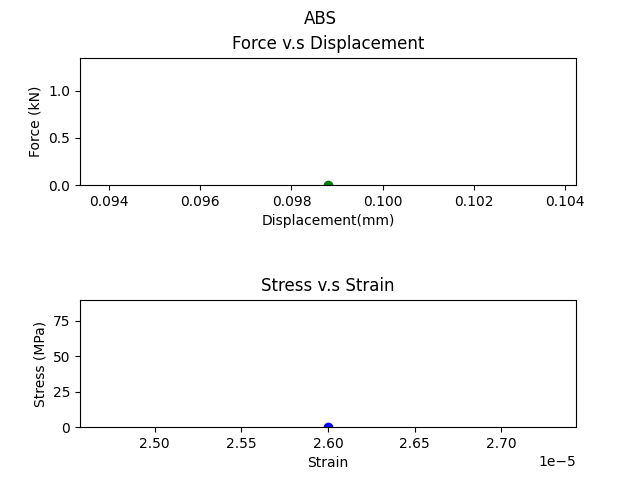 ABS
Force v.s Displacement
1.0
0.5
0.0
Force (kN)
0.094 0.096 0.098 0.100 0.102 0.104
Displacement(mm)
Stress v.s Strain
75
50
25
0
Stress (MPa)
2.50 2.55 2.60 2.65 2.70
1e−5
Strain